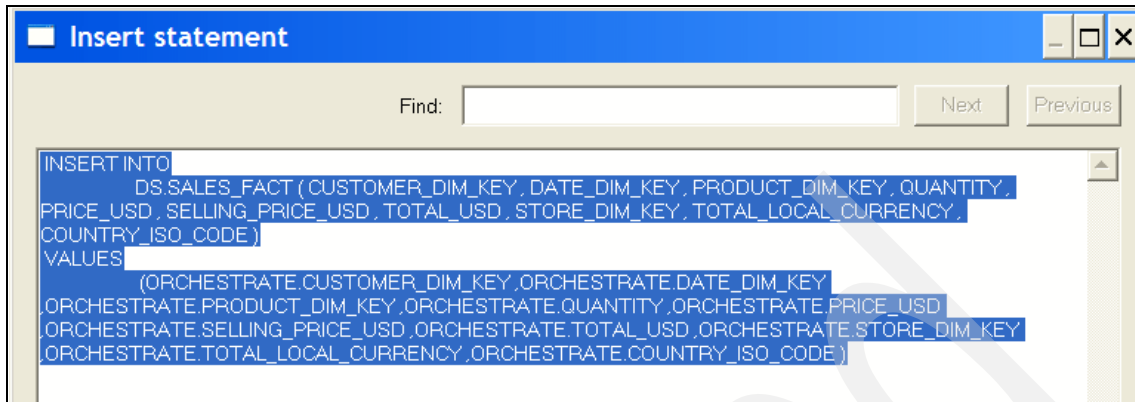 Insert statement
Find:
Next
Previous
INSERT INTO
DS.SALES_FACT ( CUSTOMER_DIM_KEY , DATE_DIM_KEY , PRODUCT_DIM_KEY , QUANTITY ,
PRICE_USD , SELLING_PRICE_USD , TOTAL_USD , STORE_DIM_KEY , TOTAL_LOCAL_CURRENCY ,
COUNTRY_ISO_CODE )
VALUES
(ORCHESTRATE.CUSTOMER_DIM_KEY ,ORCHESTRATE.DATE_DIM_KEY
,ORCHESTRATE.PRODUCT_DIM_KEY ,ORCHESTRATE.QUANTITY ,ORCHESTRATE.PRICE_USD
,ORCHESTRATE.SELLING_PRICE_USD ,ORCHESTRATE.TOTAL_USD ,ORCHESTRATE.STORE_DIM_KEY
,ORCHESTRATE.TOTAL_LOCAL_CURRENCY ,ORCHESTRATE.COUNTRY_ISO_CODE )